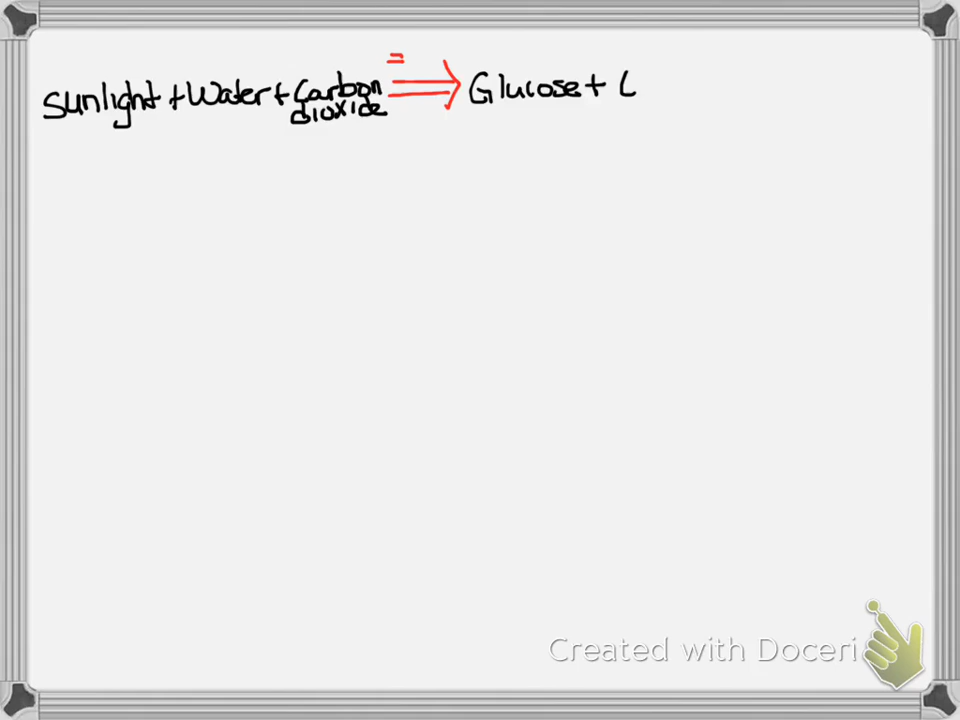 Sunlight + Water + Carbon dioxide = ⇒ Glucose + 
Created with Doceri